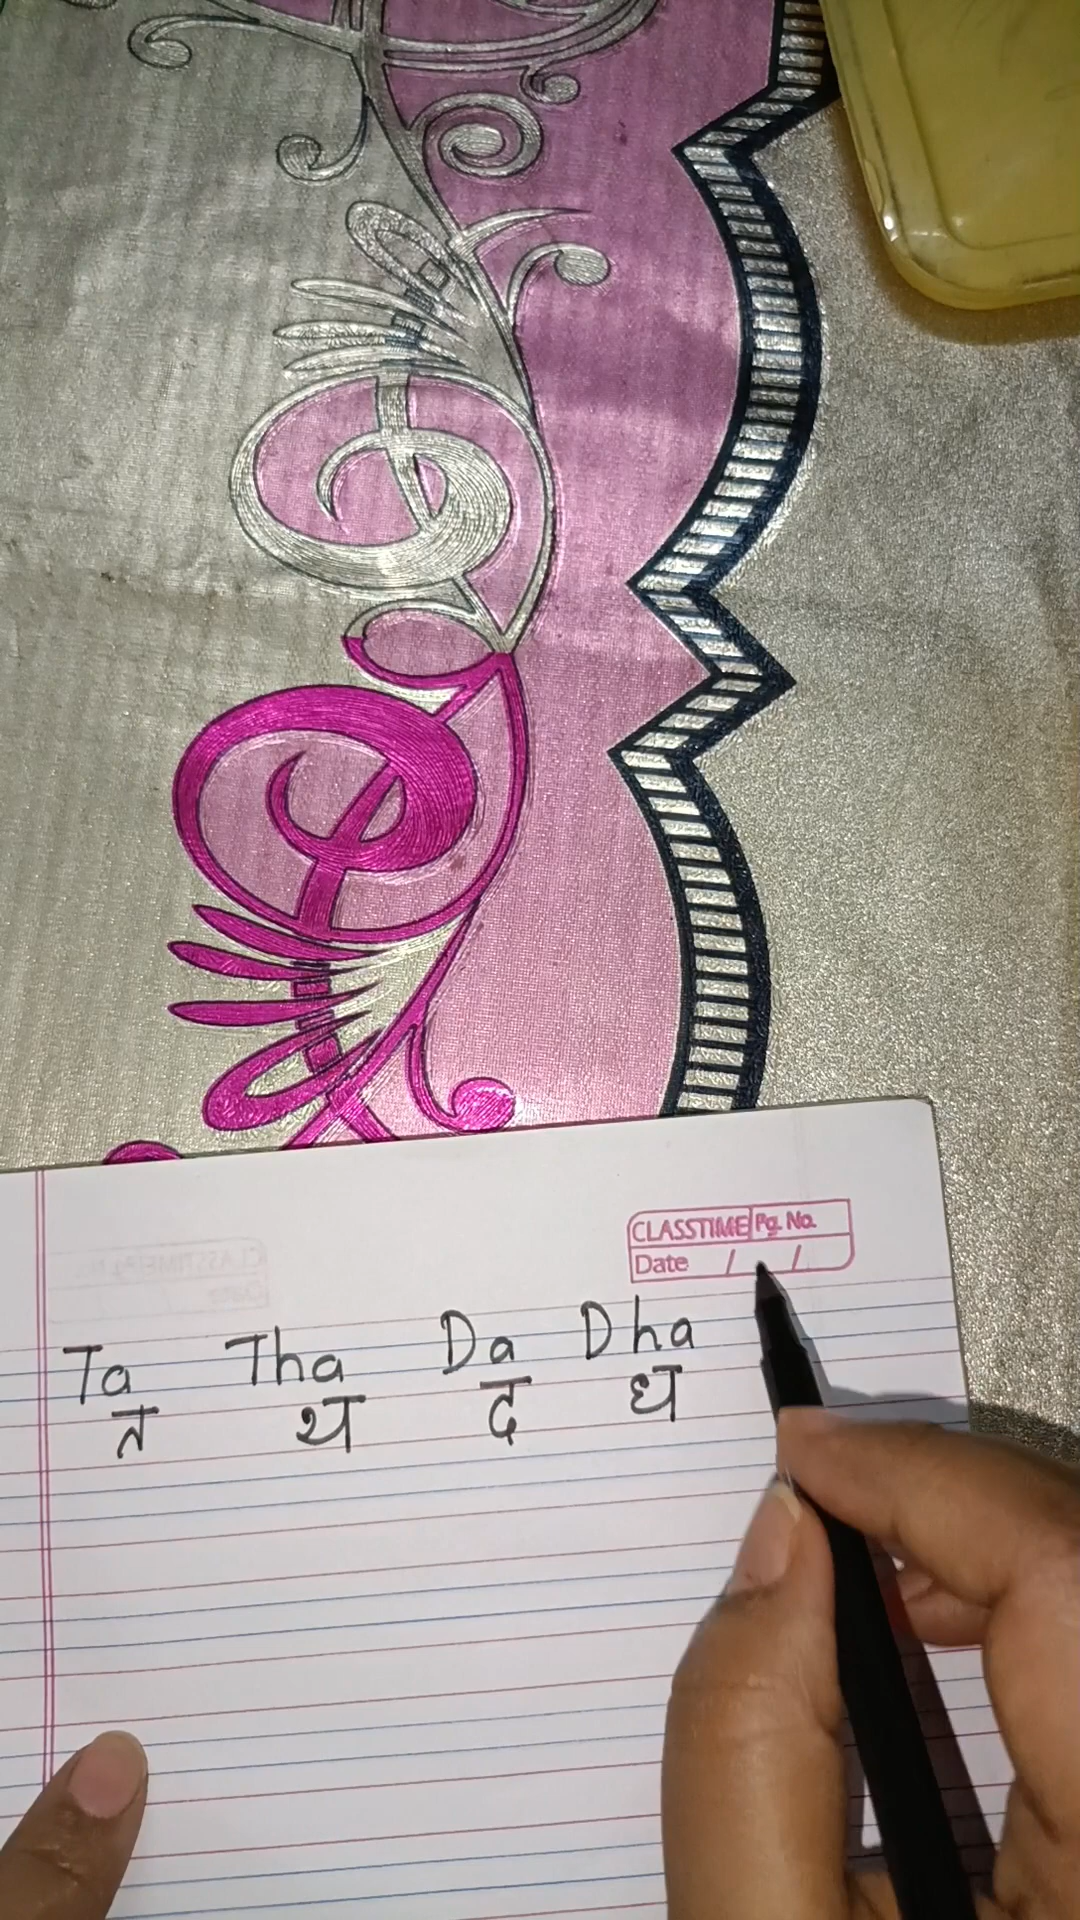 CLASSTIME Pg. No.
Date / /
Ta Tha Da Dha
त थ द ध